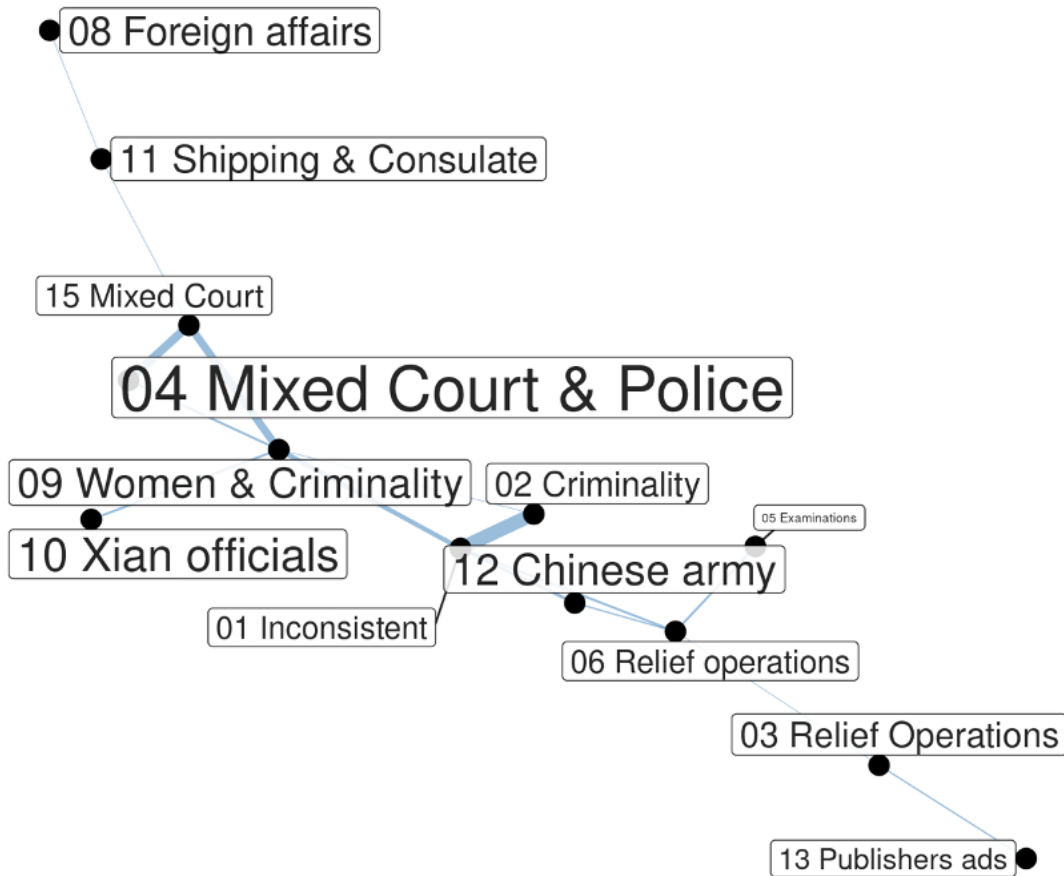 08 Foreign affairs
11 Shipping & Consulate
15 Mixed Court
04 Mixed Court & Police
09 Women & Criminality
02 Criminality
05 Examinations
10 Xian officials
12 Chinese army
01 Inconsistent
06 Relief operations
03 Relief Operations
13 Publishers ads